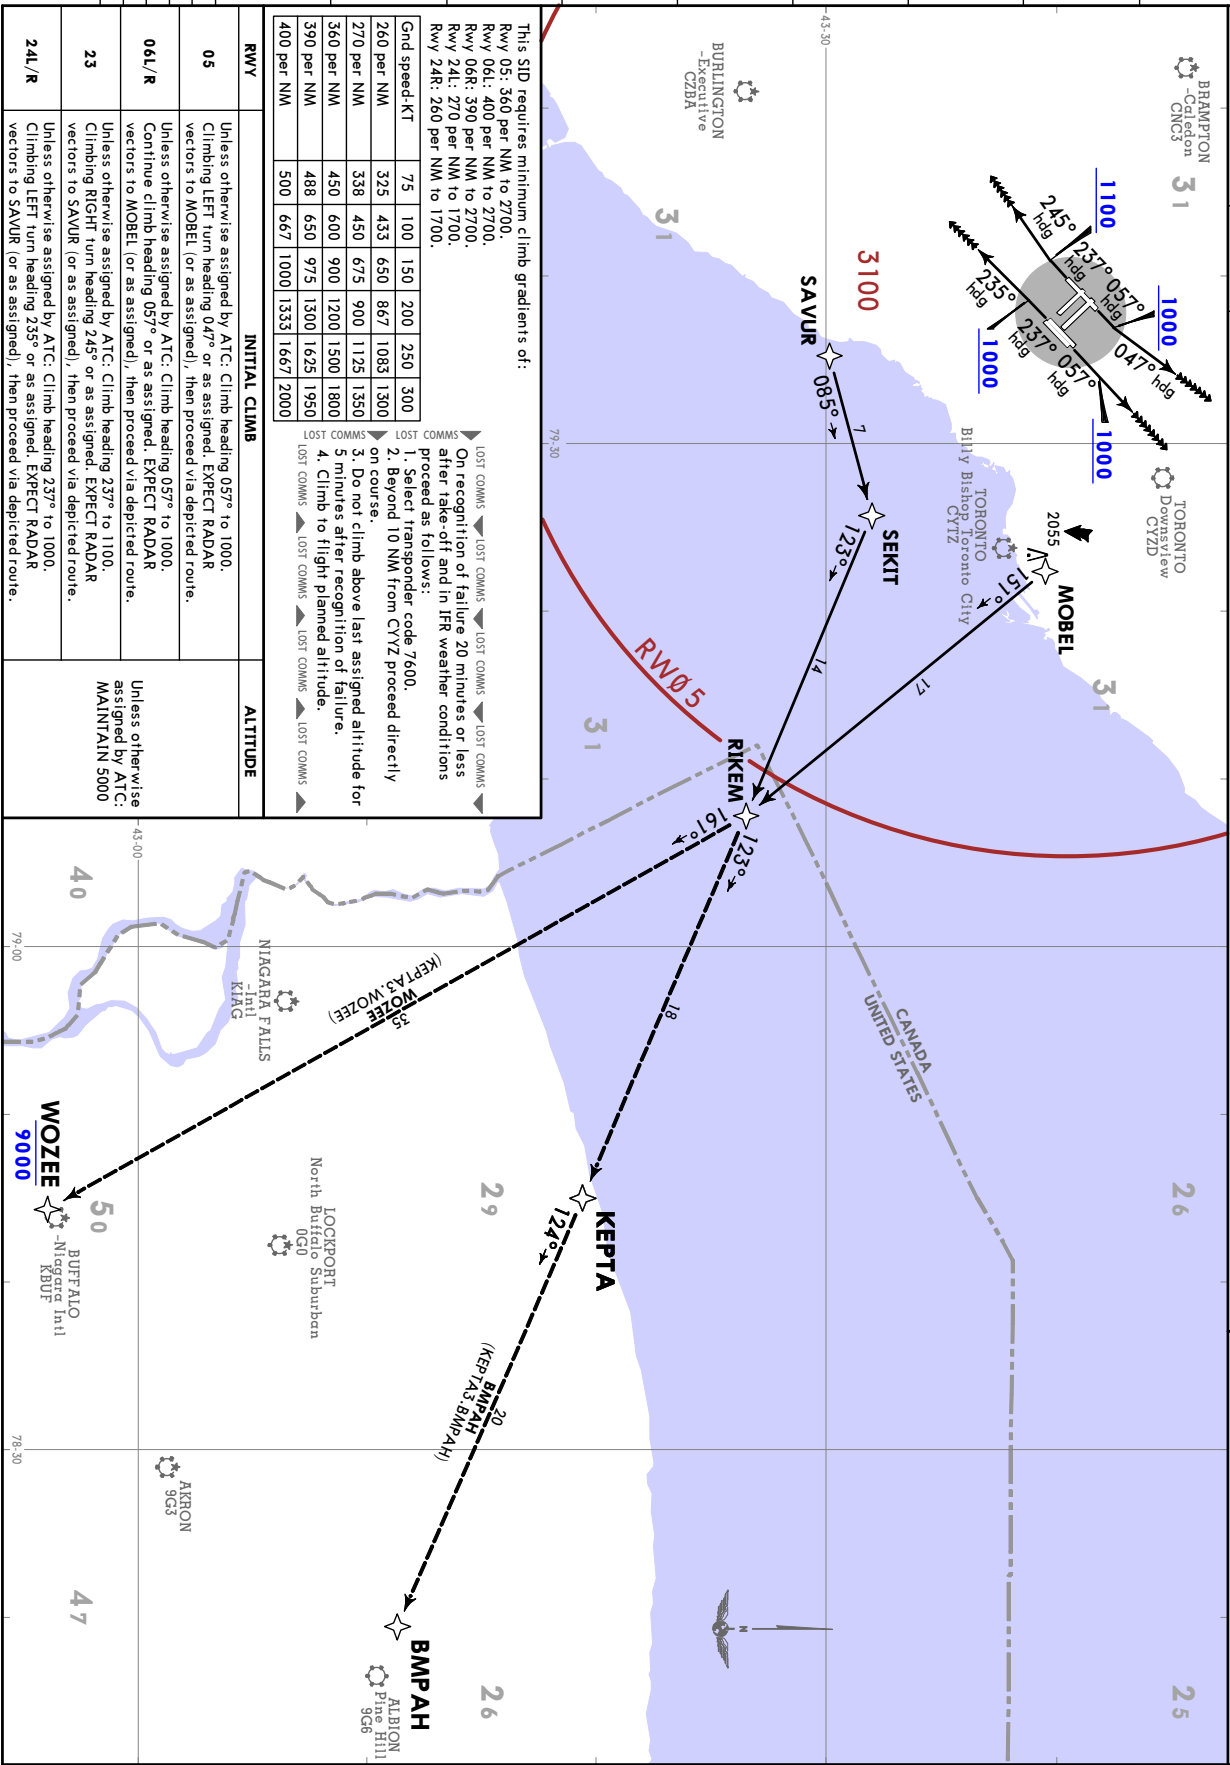 BRAMPTON
-Caledon
CNC3
31
43-30
BURLINGTON
-Executive
CZBA
1100
245°
hdg
237°
hdg
057°
hdg
1000
047°
hdg
235°
hdg
1000
237°
hdg
057°
hdg
1000
TORONTO
Downsview
CYZD
TORONTO
Billy Bishop Toronto City
CYTZ
2055
MOBEL
151°
17
31
31
3100
SAVUR
085°
7
SEKIT
123°
14
79-30
RWØ5
31
RIKEM
161°
123°
18
CANADA
UNITED STATES
26
25
KEPTA
124°
20
BMPAH
(KEPTA3.BMPAH)
BMPAH
ALBION
Pine Hill
9G6
26
29
N
35
WOZEE
(KEPTA3.WOZEE)
NIAGARA FALLS
-Intl
KIAG
LOCKPORT
North Buffalo Suburban
0G0
WOZEE
9000
50
BUFFALO
-Niagara Intl
KBUF
AKRON
9G3
47
40
43-00
79-00
78-30
This SID requires minimum climb gradients of:
Rwy 05: 360 per NM to 2700.
Rwy 06L: 400 per NM to 2700.
Rwy 06R: 390 per NM to 2700.
Rwy 24L: 270 per NM to 1700.
Rwy 24R: 260 per NM to 1700.
Gnd speed-KT 75 100 150 200 250 300
260 per NM 325 433 650 867 1083 1300
270 per NM 338 450 675 900 1125 1350
360 per NM 450 600 900 1200 1500 1800
390 per NM 488 650 975 1300 1625 1950
400 per NM 500 667 1000 1333 1667 2000
LOST COMMS LOST COMMS LOST COMMS LOST COMMS
LOST COMMS LOST COMMS
On recognition of failure 20 minutes or less
after take-off and in IFR weather conditions
proceed as follows:
1. Select transponder code 7600.
2. Beyond 10 NM from CYYZ proceed directly
on course.
3. Do not climb above last assigned altitude for
5 minutes after recognition of failure.
4. Climb to flight planned altitude.
LOST COMMS LOST COMMS LOST COMMS LOST COMMS
RWY INITIAL CLIMB ALTITUDE
05
Unless otherwise assigned by ATC: Climb heading 057° to 1000.
Climbing LEFT turn heading 047° or as assigned. EXPECT RADAR
vectors to MOBEL (or as assigned), then proceed via depicted route.
06L/R
Unless otherwise assigned by ATC: Climb heading 057° to 1000.
Continue climb heading 057° or as assigned. EXPECT RADAR
vectors to MOBEL (or as assigned), then proceed via depicted route.
23
Unless otherwise assigned by ATC: Climb heading 237° to 1100.
Climbing RIGHT turn heading 245° or as assigned. EXPECT RADAR
vectors to SAVUR (or as assigned), then proceed via depicted route.
24L/R
Unless otherwise assigned by ATC: Climb heading 237° to 1000.
Climbing LEFT turn heading 235° or as assigned. EXPECT RADAR
vectors to SAVUR (or as assigned), then proceed via depicted route.
Unless otherwise
assigned by ATC:
MAINTAIN 5000